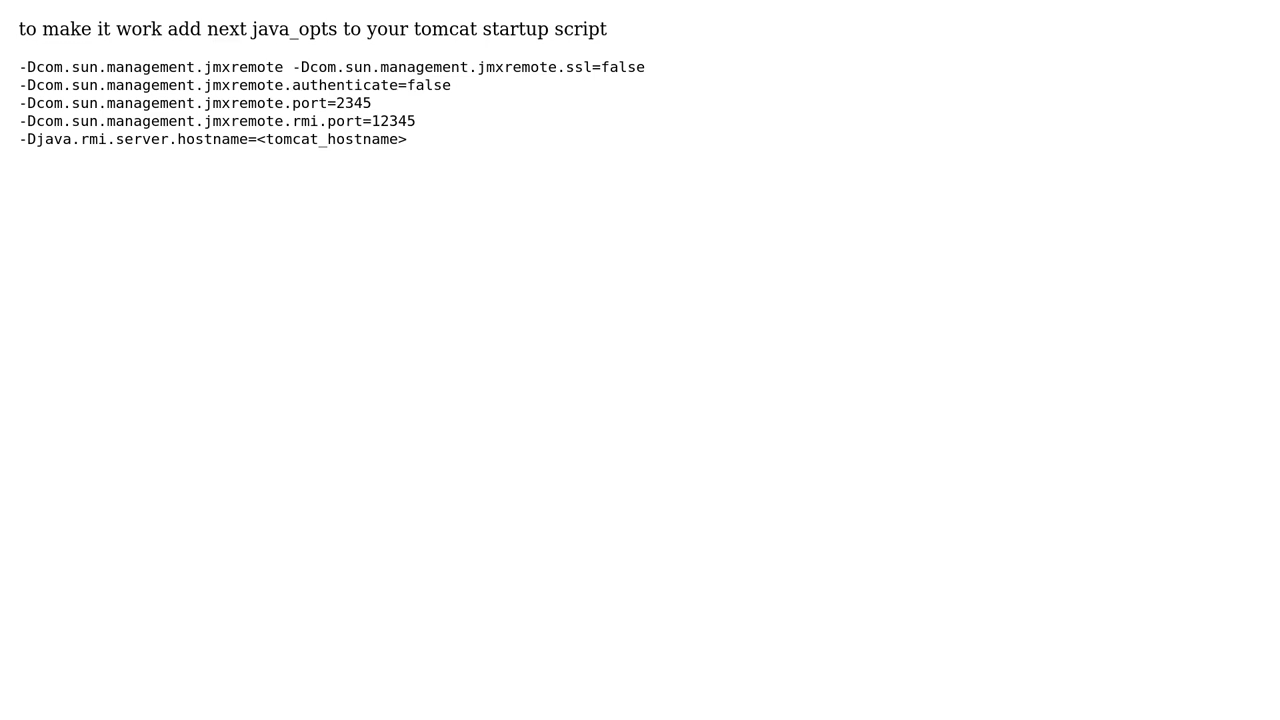 to make it work add next java_opts to your tomcat startup script
-Dcom.sun.management.jmxremote -Dcom.sun.management.jmxremote.ssl=false
-Dcom.sun.management.jmxremote.authenticate=false
-Dcom.sun.management.jmxremote.port=2345
-Dcom.sun.management.jmxremote.rmi.port=12345
-Djava.rmi.server.hostname=<tomcat_hostname>